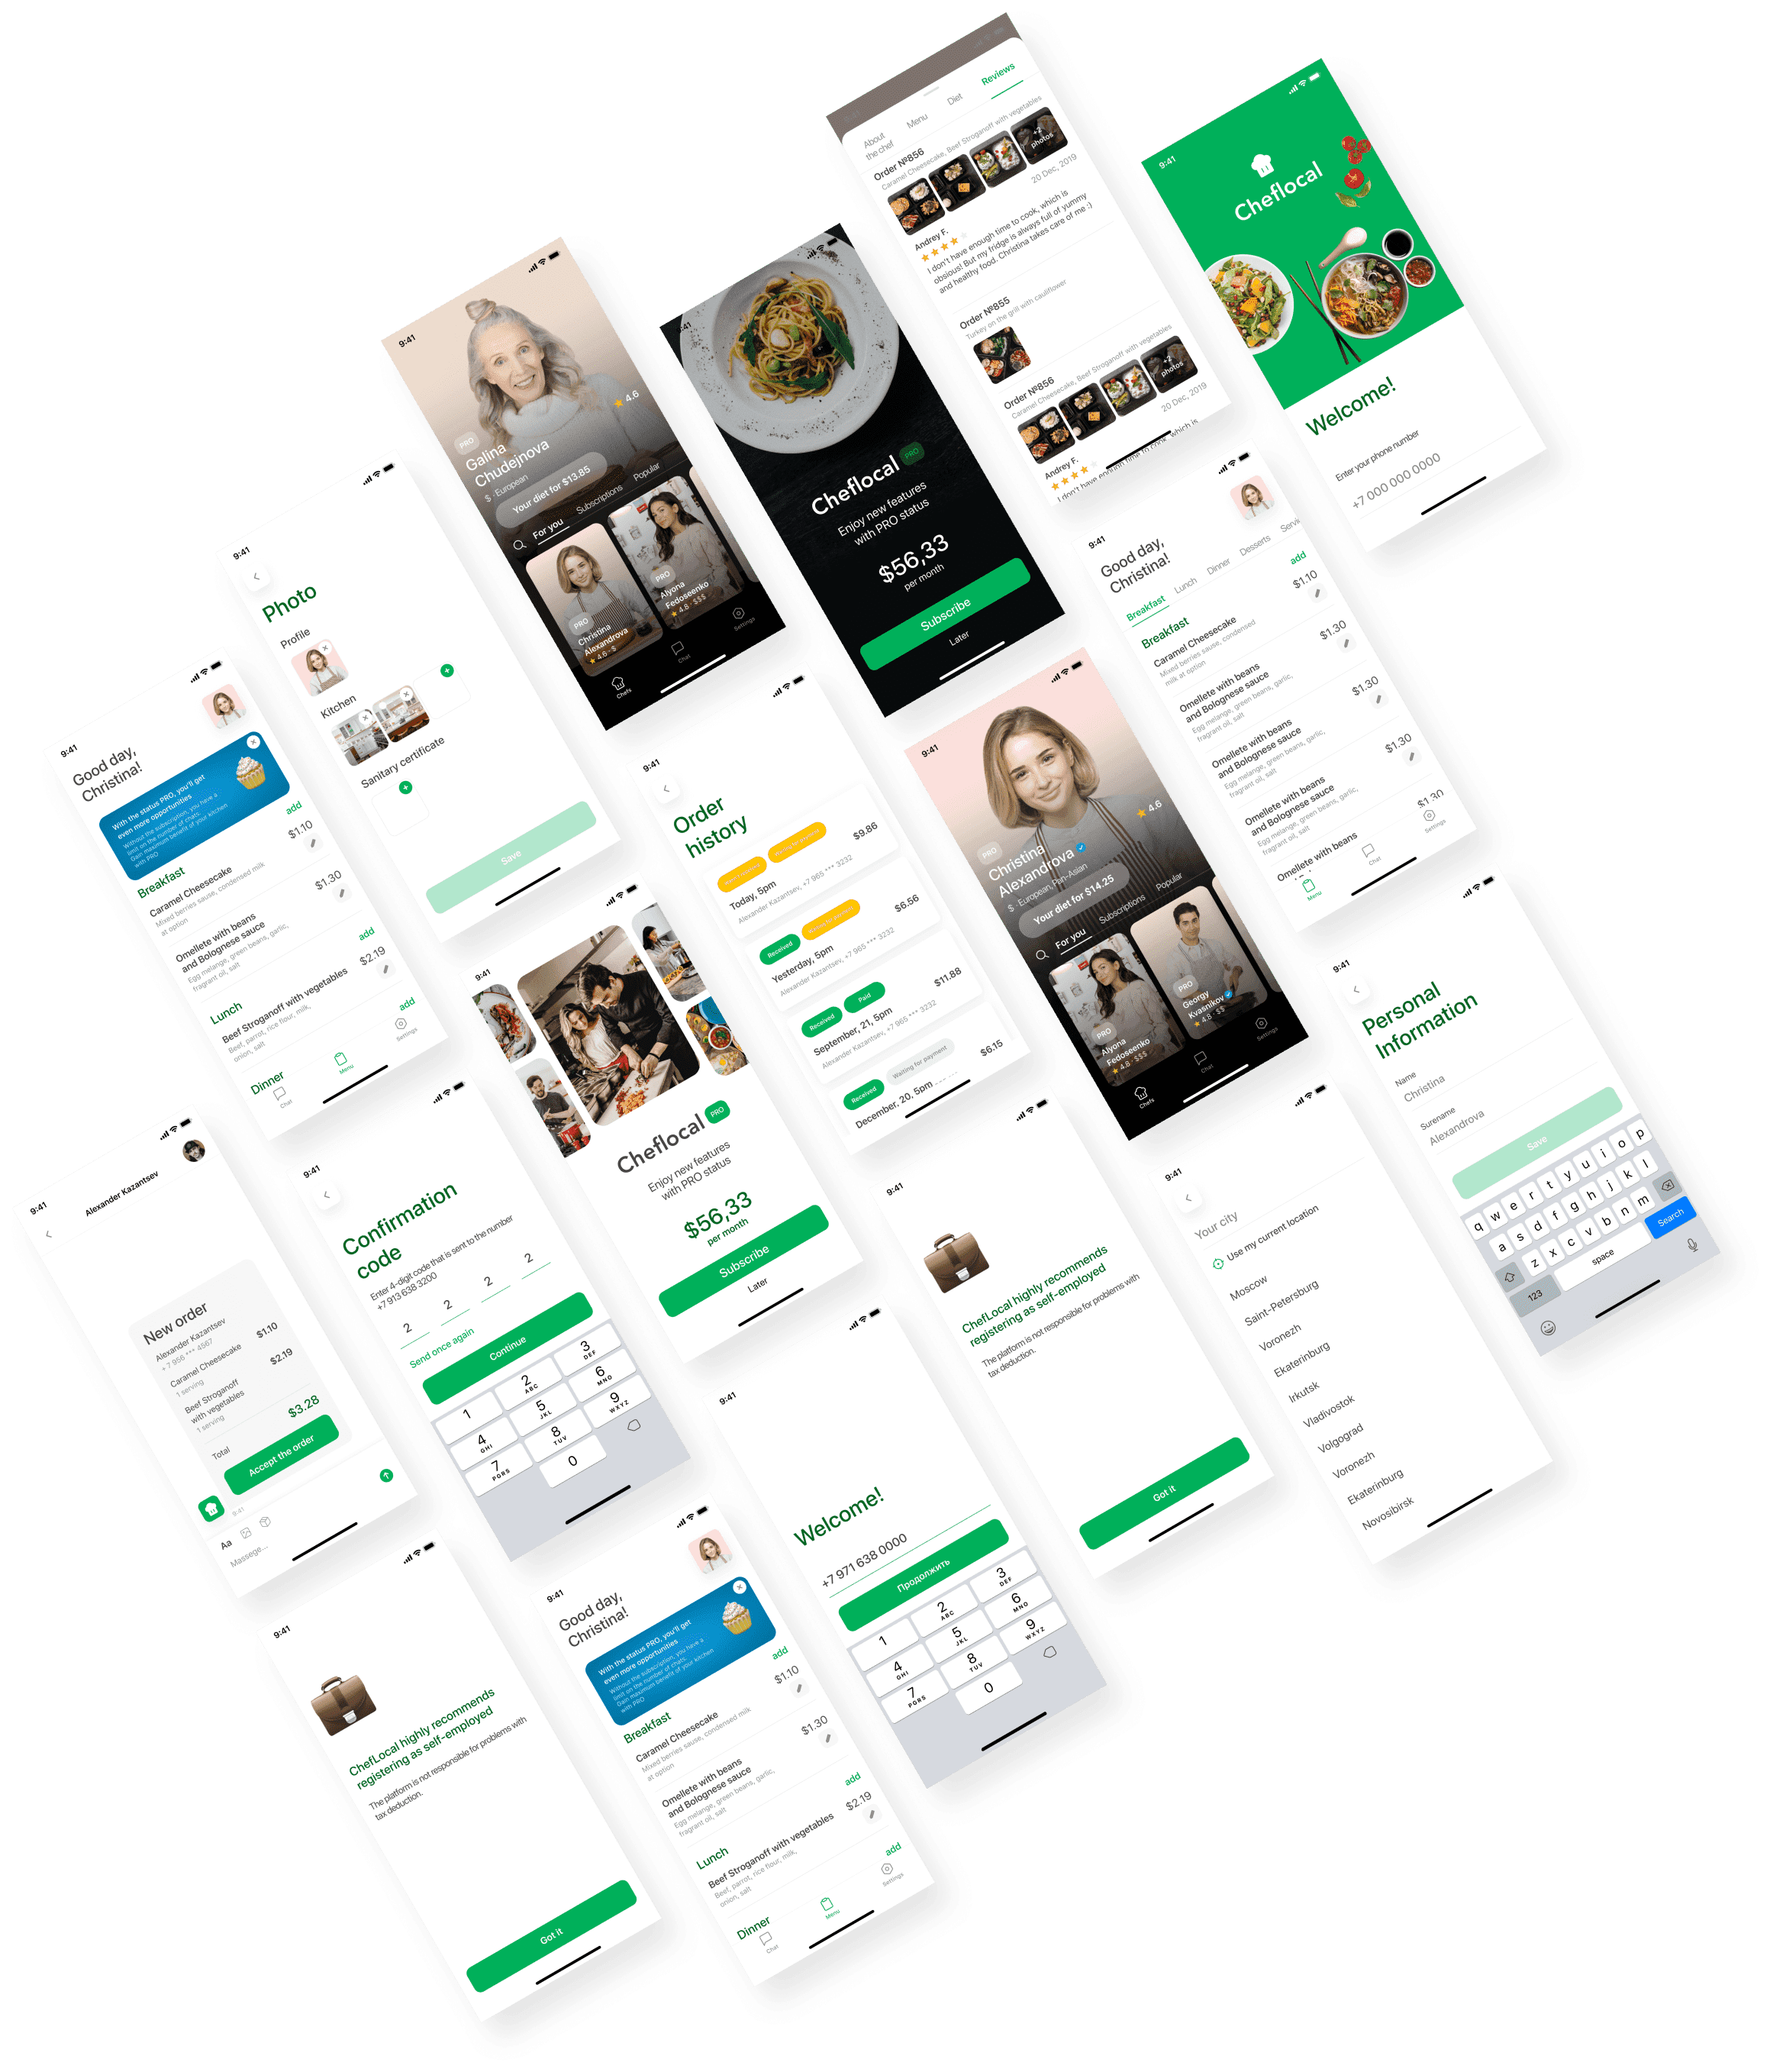 About
the chef
Menu
Diet
Reviews
Order №856
Caramel Cheesecake, Beef Stroganoff with vegetables
+2
photos
20 Dec, 2019
Andrey F.
I don't have enough time to cook, which is
obsious! But my fridge is always full of yummy
and healthy food. Christina takes care of me ;)
Order №855
Turkey on the grill with cauliflower
Order №856
Caramel Cheesecake, Beef Stroganoff with vegetables
+2
photos
20 Dec, 2019
Andrey F.
I don't have enough time to cook, which is
9:41
Cheflocal
Welcome!
Enter your phone number
+7 000 000 0000
9:41
4.6
PRO
Galina
Chudejnova
$ · European
Your diet for $13.85
For you
Subscriptions
Popular
PRO
Christina
Alexandrova
4.6 · $
PRO
Alyona
Fedoseenko
4.8 · $$$
Chefs
Chat
Settings
9:41
Cheflocal PRO
Enjoy new features
with PRO status
$56,33
per month
Subscribe
Later
9:41
Good day,
Christina!
Breakfast
Lunch
Dinner
Desserts
Servi
Breakfast
add
Caramel Cheesecake
$1.10
Mixed berries sause, condensed
milk at option
Omellete with beans
and Bolognese sauce
$1.30
Egg melange, green beans, garlic,
fragrant oil, salt
Omellete with beans
and Bolognese sauce
$1.30
Egg melange, green beans, garlic,
fragrant oil, salt
Omellete with beans
and Bolognese sauce
$1.30
Egg melange, green beans, garlic,
fragrant oil, salt
Omellete with beans
$1.30
Menu
Chat
Settings
9:41
Photo
Profile
Kitchen
Sanitary certificate
Save
9:41
Good day,
Christina!
With the status PRO, you'll get
even more opportunities
Without the subscription, you have a
limit on the number of chats.
Gain maximum benefit of your kitchen
with PRO
Breakfast
add
Caramel Cheesecake
$1.10
Mixed berries sause, condensed milk
at option
Omellete with beans
and Bolognese sauce
$1.30
Egg melange, green beans, garlic,
fragrant oil, salt
Lunch
add
Beef Stroganoff with vegetables
$2.19
Beef, parrot, rice flour, milk,
onion, salt
Dinner
add
Chat
Menu
Settings
9:41
Order
history
$9.86
Today, 5pm
Alexander Kazantsev, +7 965 *** 3232
Received
$6.56
Yesterday, 5pm
Alexander Kazantsev, +7 965 *** 3232
Received
Paid
$11.88
September, 21, 5pm
Alexander Kazantsev, +7 965 *** 3232
Received
Waiting for payment
$6.15
December, 20, 5pm
9:41
4.6
PRO
Christina
Alexandrova
$ · European, Pan-Asian
Your diet for $14.25
For you
Subscriptions
Popular
PRO
Alyona
Fedoseenko
4.8 · $$$
PRO
Georgy
Kvasnikov
4.8 · $$
Chefs
Chat
Settings
9:41
Personal
Information
Name
Christina
Surename
Alexandrova
Save
q w e r t y u i o p
a s d f g h j k l
z x c v b n m
123
space
Search
9:41
Cheflocal PRO
Enjoy new features
with PRO status
$56,33
per month
Subscribe
Later
9:41
Alexander Kazantsev
New order
Alexander Kazantsev
+ 7 956 *** 4567
Caramel Cheesecake
$1.10
1 serving
Beef Stroganoff
with vegetables
$2.19
1 serving
Total
$3.28
Accept the order
9:41
Aa
Massege...
9:41
Confirmation
code
Enter 4-digit code that is sent to the number
+7 913 638 3200
2
2
2
2
Send once again
Continue
1
2
ABC
3
DEF
4
GHI
5
JKL
6
MNO
7
PQRS
8
TUV
9
WXYZ
0
9:41
ChefLocal highly recommends
registering as self-employed
The platform is not responsible for problems with
tax deduction.
Got it
9:41
Your city
Use my current location
Moscow
Saint-Petersburg
Voronezh
Ekaterinburg
Irkutsk
Vladivostok
Volgograd
Voronezh
Ekaterinburg
Novosibirsk
9:41
Welcome!
+7 971 638 0000
Продолжить
1
2
ABC
3
DEF
4
GHI
5
JKL
6
MNO
7
PQRS
8
TUV
9
WXYZ
0
9:41
ChefLocal highly recommends
registering as self-employed
The platform is not responsible for problems with
tax deduction.
Got it
9:41
Good day,
Christina!
With the status PRO, you'll get
even more opportunities
Without the subscription, you have a
limit on the number of chats.
Gain maximum benefit of your kitchen
with PRO
Breakfast
add
Caramel Cheesecake
$1.10
Mixed berries sause, condensed milk
at option
Omellete with beans
and Bolognese sauce
$1.30
Egg melange, green beans, garlic,
fragrant oil, salt
Lunch
add
Beef Stroganoff with vegetables
$2.19
Beef, parrot, rice flour, milk,
onion, salt
Dinner
add
Chat
Menu
Settings